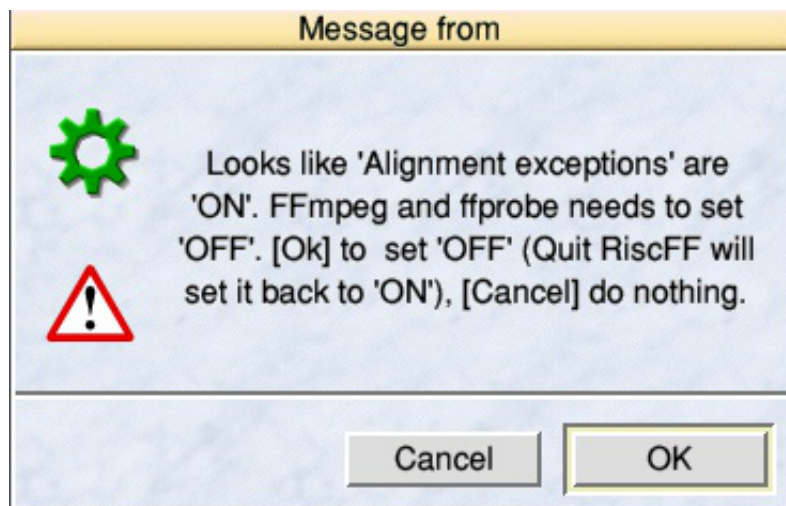 Message from
Looks like 'Alignment exceptions' are
'ON'. FFmpeg and ffprobe needs to set
'OFF'. [Ok] to  set 'OFF' (Quit RiscFF will
set it back to 'ON'), [Cancel] do nothing.
Cancel
OK